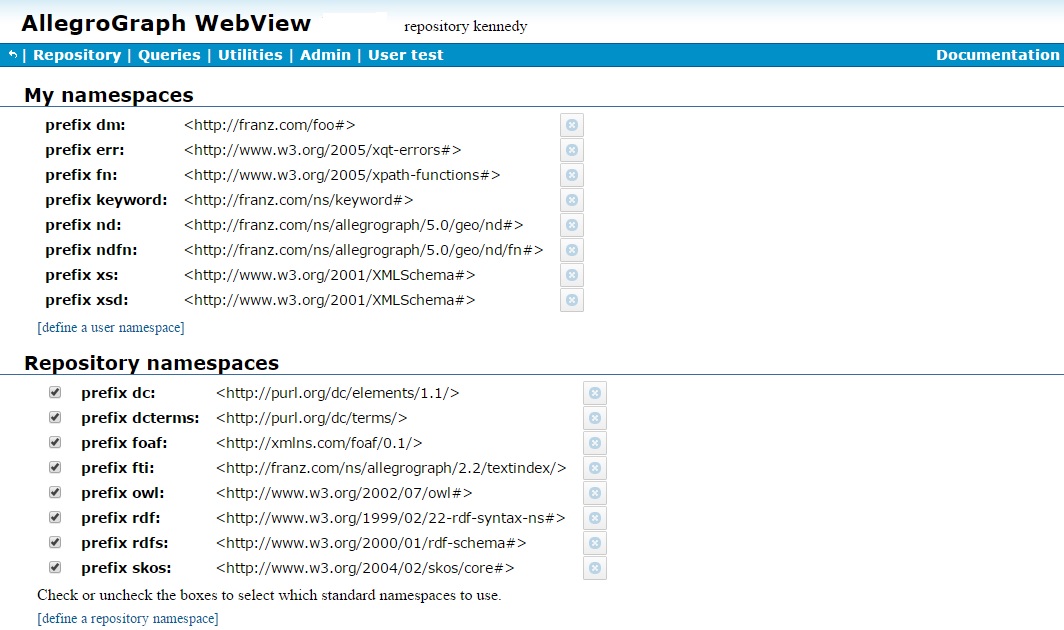 AllegroGraph WebView repository kennedy
| Repository | Queries | Utilities | Admin | User test Documentation
My namespaces
prefix dm: <http://franz.com/foo#>
prefix err: <http://www.w3.org/2005/xqt-errors#>
prefix fn: <http://www.w3.org/2005/xpath-functions#>
prefix keyword: <http://franz.com/ns/keyword#>
prefix nd: <http://franz.com/ns/allegrograph/5.0/geo/nd#>
prefix ndfn: <http://franz.com/ns/allegrograph/5.0/geo/nd/fn#>
prefix xs: <http://www.w3.org/2001/XMLSchema#>
prefix xsd: <http://www.w3.org/2001/XMLSchema#>
[define a user namespace]
Repository namespaces
prefix dc: <http://purl.org/dc/elements/1.1/>
prefix dcterms: <http://purl.org/dc/terms/>
prefix foaf: <http://xmlns.com/foaf/0.1/>
prefix fti: <http://franz.com/ns/allegrograph/2.2/textindex/>
prefix owl: <http://www.w3.org/2002/07/owl#>
prefix rdf: <http://www.w3.org/1999/02/22-rdf-syntax-ns#>
prefix rdfs: <http://www.w3.org/2000/01/rdf-schema#>
prefix skos: <http://www.w3.org/2004/02/skos/core#>
Check or uncheck the boxes to select which standard namespaces to use.
[define a repository namespace]